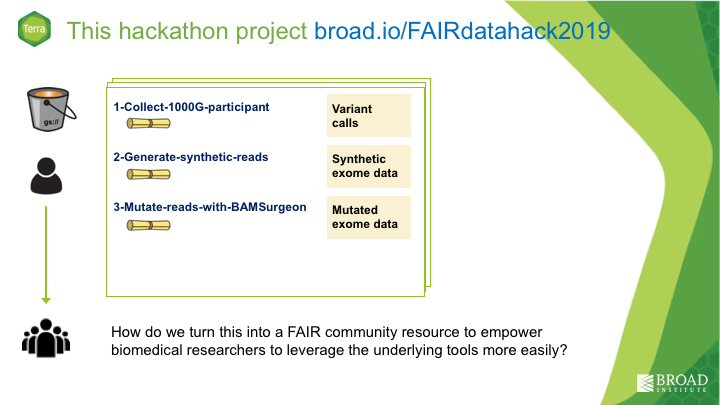 Terra
This hackathon project broad.io/FAIRdatahack2019
gs://
1-Collect-1000G-participant
Variant
calls
2-Generate-synthetic-reads
Synthetic
exome data
3-Mutate-reads-with-BAMSurgeon
Mutated
exome data
How do we turn this into a FAIR community resource to empower
biomedical researchers to leverage the underlying tools more easily?
BROAD
INSTITUTE